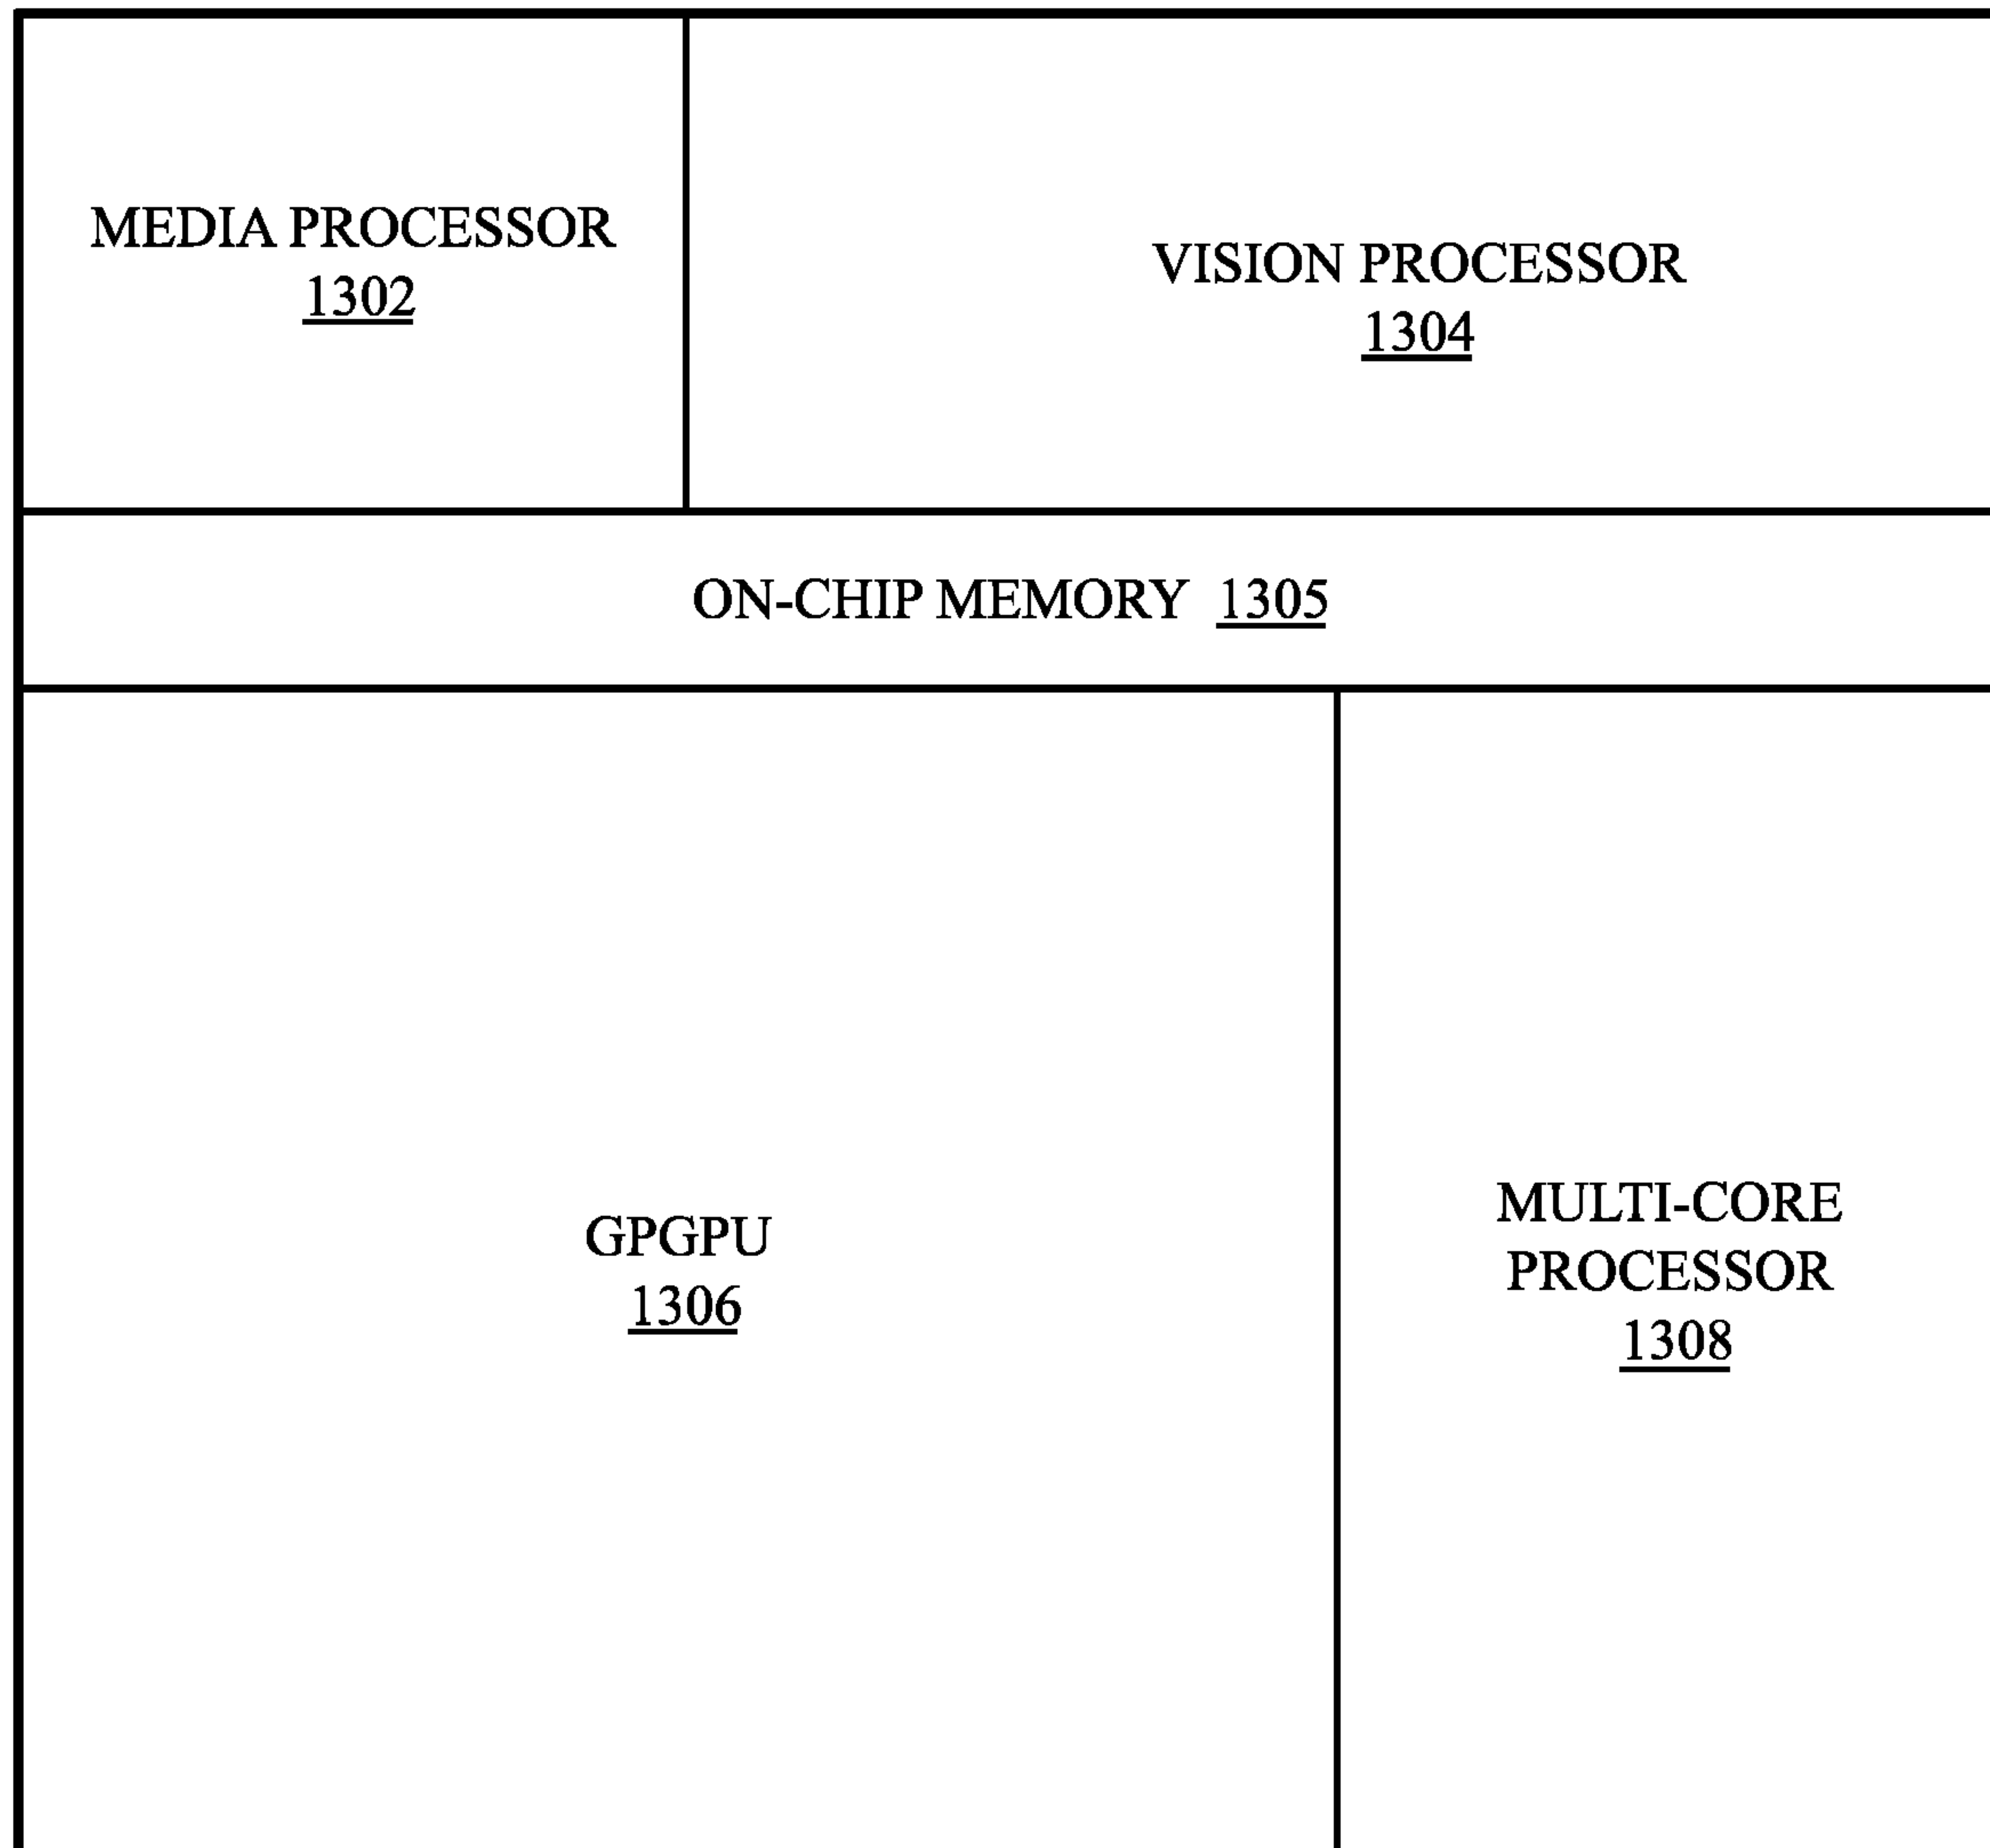 MEDIA PROCESSOR
1302
VISION PROCESSOR
1304
ON-CHIP MEMORY 1305
GPGPU
1306
MULTI-CORE
PROCESSOR
1308